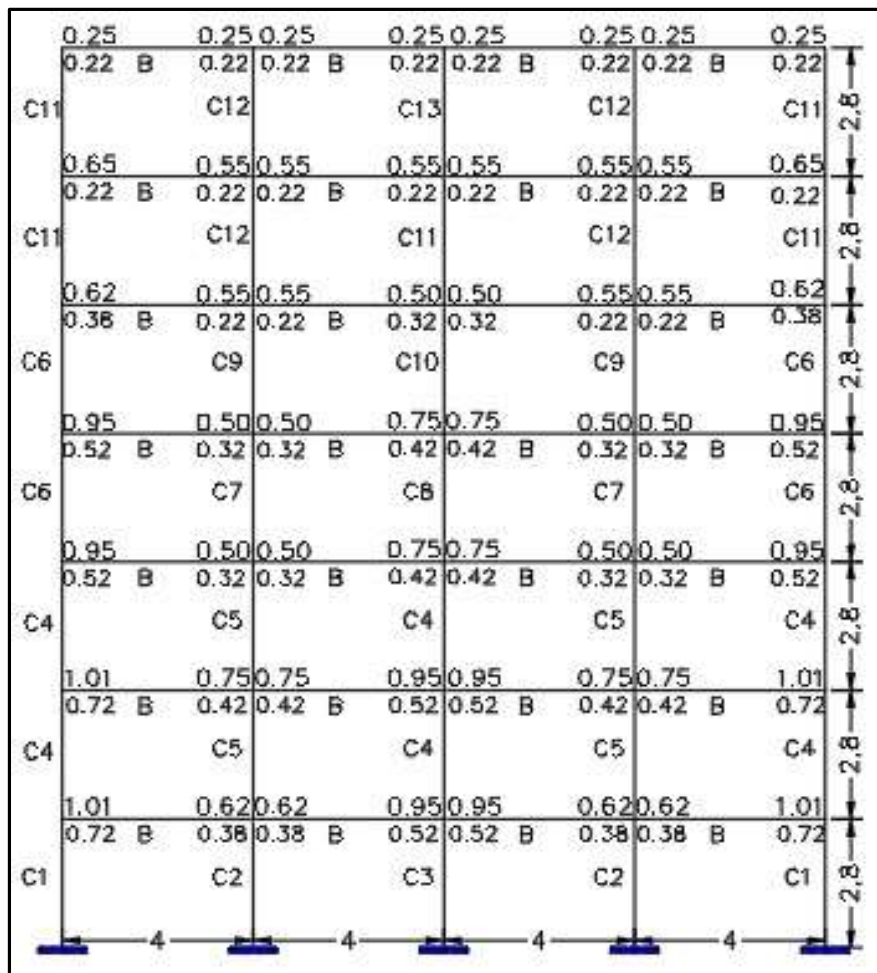 0.25 0.25 0.25 0.25 0.25 0.25 0.25 0.25
0.22 B 0.22 0.22 B 0.22 0.22 B 0.22 0.22 B 0.22
C11 C12 C13 C12 C11 2,8
0.65 0.55 0.55 0.55 0.55 0.55 0.55 0.65
0.22 B 0.22 0.22 B 0.22 0.22 B 0.22 0.22 B 0.22
C11 C12 C11 C12 C11 2,8
0.62 0.55 0.55 0.50 0.50 0.55 0.55 0.62
0.38 B 0.22 0.22 B 0.32 0.32 0.22 0.22 B 0.38
C6 C9 C10 C9 C6 2,8
0.95 0.50 0.50 0.75 0.75 0.50 0.50 0.95
0.52 B 0.32 0.32 B 0.42 0.42 B 0.32 0.32 B 0.52
C6 C7 C8 C7 C6 2,8
0.95 0.50 0.50 0.75 0.75 0.50 0.50 0.95
0.52 B 0.32 0.32 B 0.42 0.42 B 0.32 0.32 B 0.52
C4 C5 C4 C5 C4 2,8
1.01 0.75 0.75 0.95 0.95 0.75 0.75 1.01
0.72 B 0.42 0.42 B 0.52 0.52 B 0.42 0.42 B 0.72
C4 C5 C4 C5 C4 2,8
1.01 0.62 0.62 0.95 0.95 0.62 0.62 1.01
0.72 B 0.38 0.38 B 0.52 0.52 B 0.38 0.38 B 0.72
C1 C2 C3 C2 C1 2,8
4 4 4 4